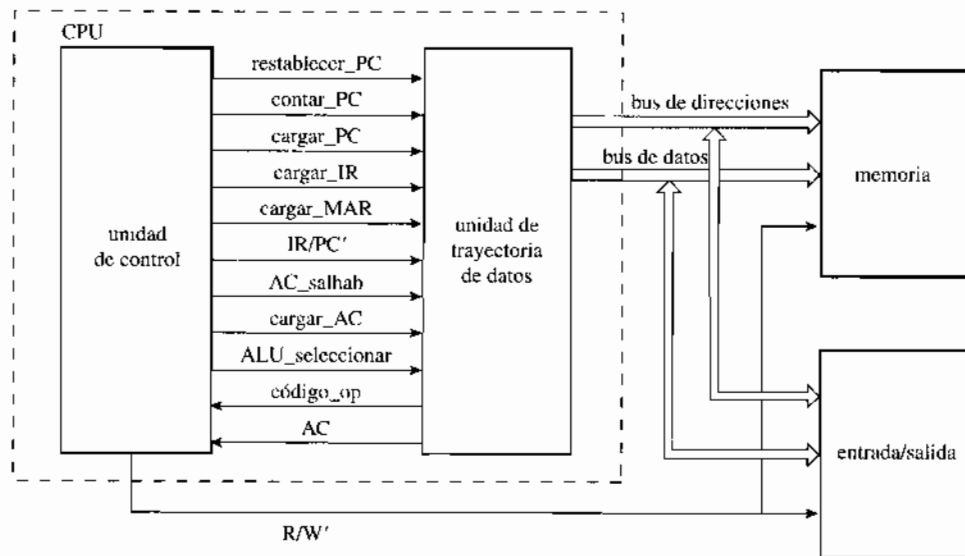 CPU
restablecer_PC
contar_PC
cargar_PC
cargar_IR
cargar_MAR
IR/PC′
AC_salhab
cargar_AC
ALU_seleccionar
código_op
AC
unidad
de control
unidad de
trayectoria
de datos
bus de direcciones
bus de datos
memoria
entrada/salida
R/W′